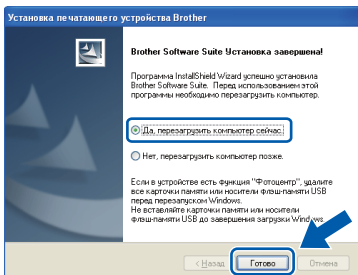 Установка печатающего устройства Brother
Brother Software Suite Установка завершена!
Программа InstallShield Wizard успешно установила
Brother Software Suite. Перед использованием этой
программы необходимо перезагрузить компьютер.
Да, перезагрузить компьютер сейчас.
Нет, перезагрузить компьютер позже.
Если в устройстве есть функция "Фотоцентр", удалите
все карточки памяти или носители флэш-памяти USB
перед перезапуском Windows.
Не вставляйте карточки памяти или носители
флэш-памяти USB до завершения загрузки Windows
< Назад Готово Отмена